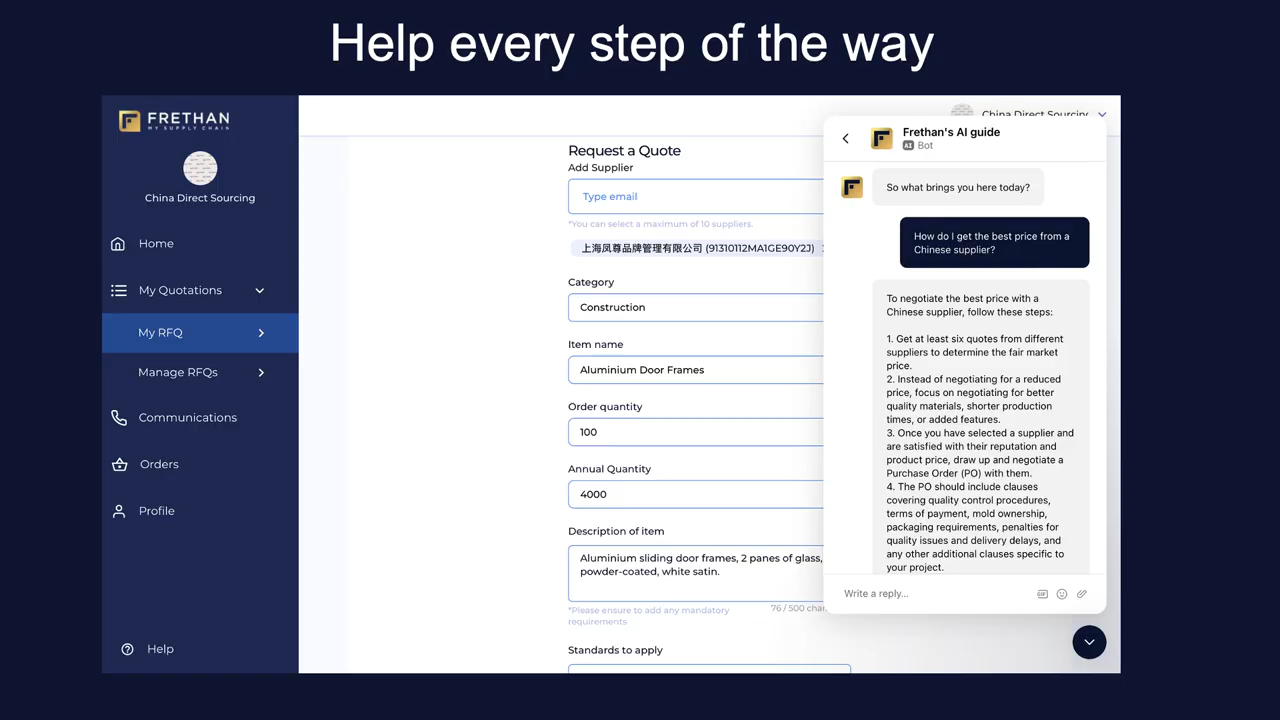 Help every step of the way
FRETHAN
MY SUPPLY CHAIN
China Direct Sourcing
Home
My Quotations
My RFQ
Manage RFQs
Communications
Orders
Profile
Help
China Direct Sourcing
Request a Quote
Add Supplier
Type email
*You can select a maximum of 10 suppliers.
上海凤尊品牌管理有限公司 (91310112MA1GE90Y2J)
Category
Construction
Item name
Aluminium Door Frames
Order quantity
100
Annual Quantity
4000
Description of item
Aluminium sliding door frames, 2 panes of glass,
powder-coated, white satin.
*Please ensure to add any mandatory
requirements
76 / 500
Standards to apply
Frethan's AI guide
AI Bot
So what brings you here today?
How do I get the best price from a
Chinese supplier?
To negotiate the best price with a
Chinese supplier, follow these steps:
1. Get at least six quotes from different
suppliers to determine the fair market
price.
2. Instead of negotiating for a reduced
price, focus on negotiating for better
quality materials, shorter production
times, or added features.
3. Once you have selected a supplier and
are satisfied with their reputation and
product price, draw up and negotiate a
Purchase Order (PO) with them.
4. The PO should include clauses
covering quality control procedures,
terms of payment, mold ownership,
packaging requirements, penalties for
quality issues and delivery delays, and
any other additional clauses specific to
your project.
Write a reply...
GIF